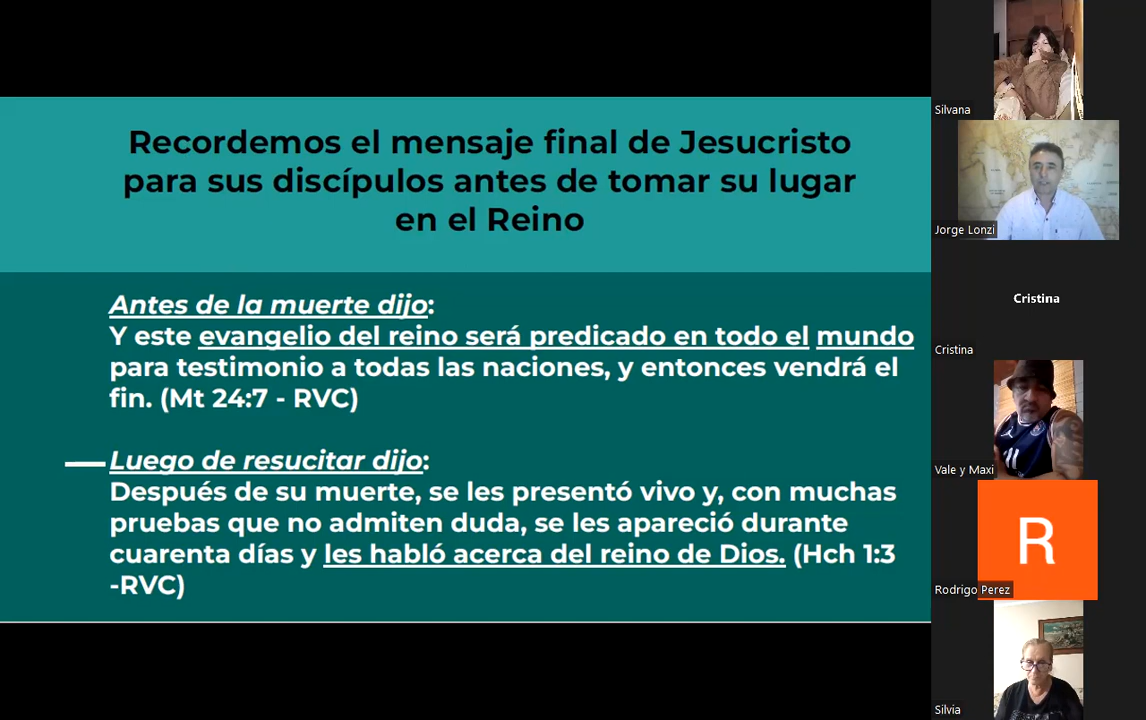 Recordemos el mensaje final de Jesucristo
para sus discípulos antes de tomar su lugar
en el Reino
Antes de la muerte dijo:
Y este evangelio del reino será predicado en todo el mundo
para testimonio a todas las naciones, y entonces vendrá el
fin. (Mt 24:7 - RVC)
Luego de resucitar dijo:
Después de su muerte, se les presentó vivo y, con muchas
pruebas que no admiten duda, se les apareció durante
cuarenta días y les habló acerca del reino de Dios. (Hch 1:3
-RVC)
Silvana
Jorge Lonzi
Cristina
Cristina
Vale y Maxi
R
Rodrigo Perez
Silvia